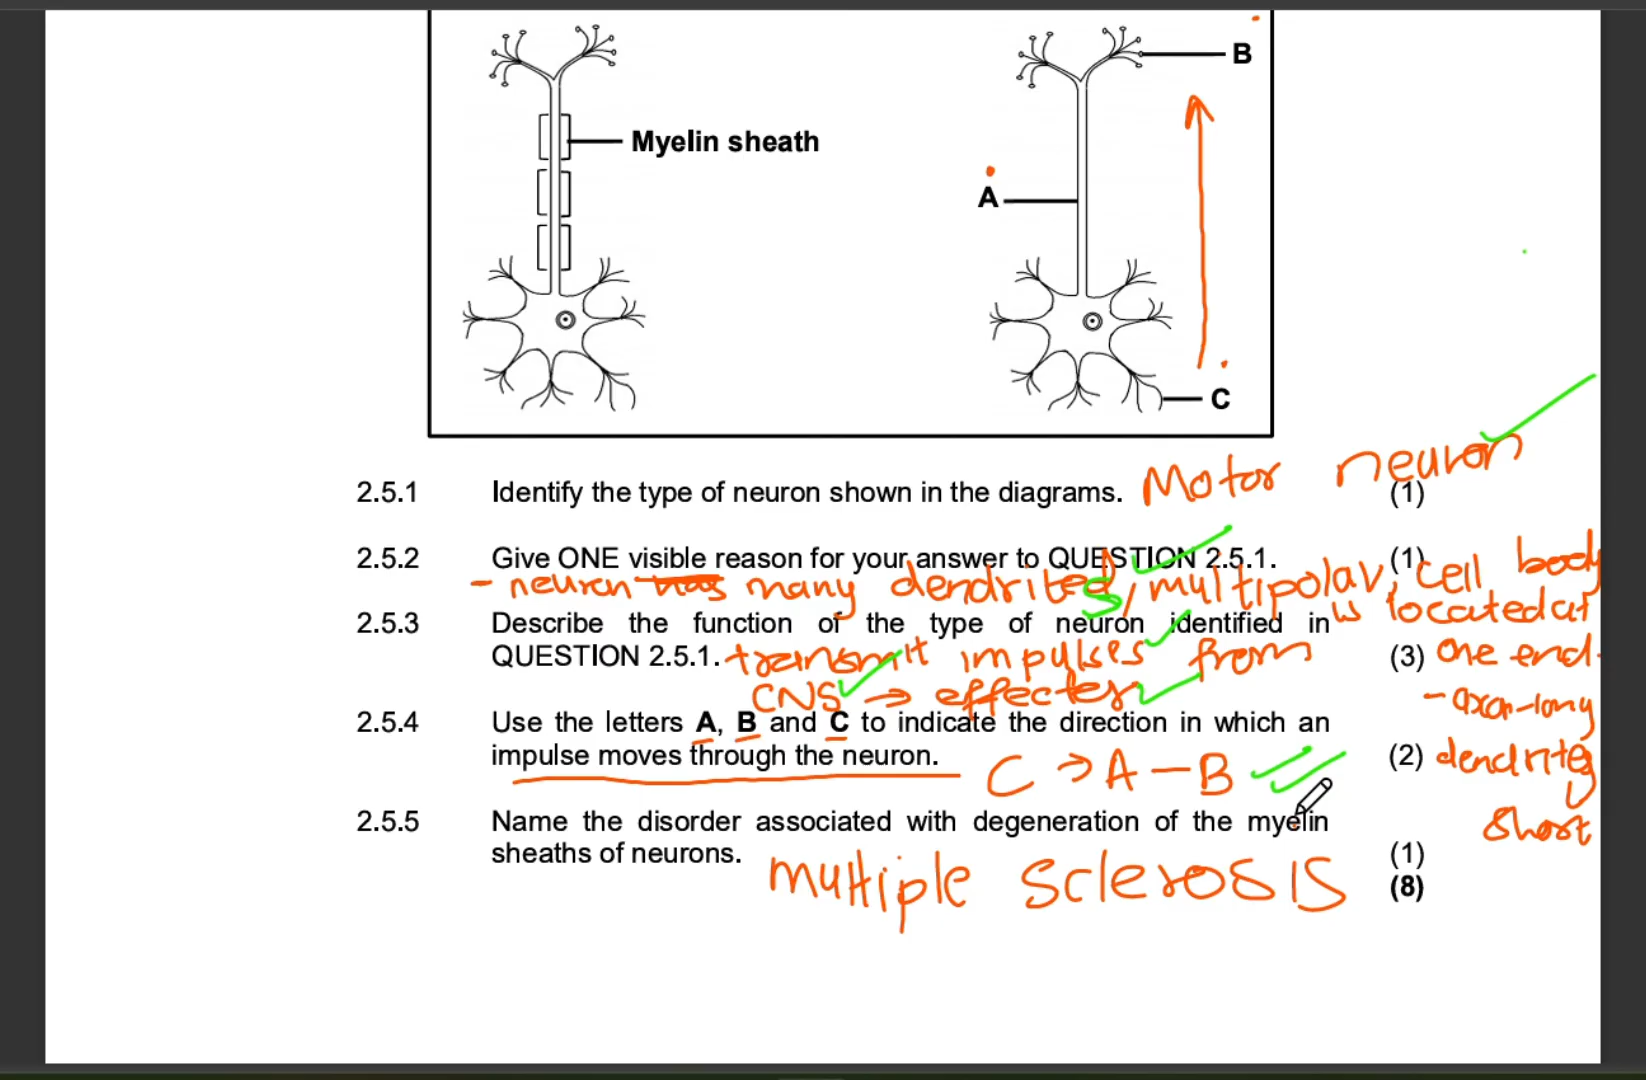 B
Myelin sheath
A
C
2.5.1 Identify the type of neuron shown in the diagrams. Motor neuron (1)
2.5.2 Give ONE visible reason for your answer to QUESTION 2.5.1. (1)
- neuron has many dendrites, multipolar, cell body
is located at
one end.
- axon-long
dendrites
short
2.5.3 Describe the function of the type of neuron identified in
QUESTION 2.5.1. transmit impulses from (3)
CNS → effector
2.5.4 Use the letters A, B and C to indicate the direction in which an
impulse moves through the neuron. C → A – B (2)
2.5.5 Name the disorder associated with degeneration of the myelin
sheaths of neurons. multiple sclerosis (1)
(8)